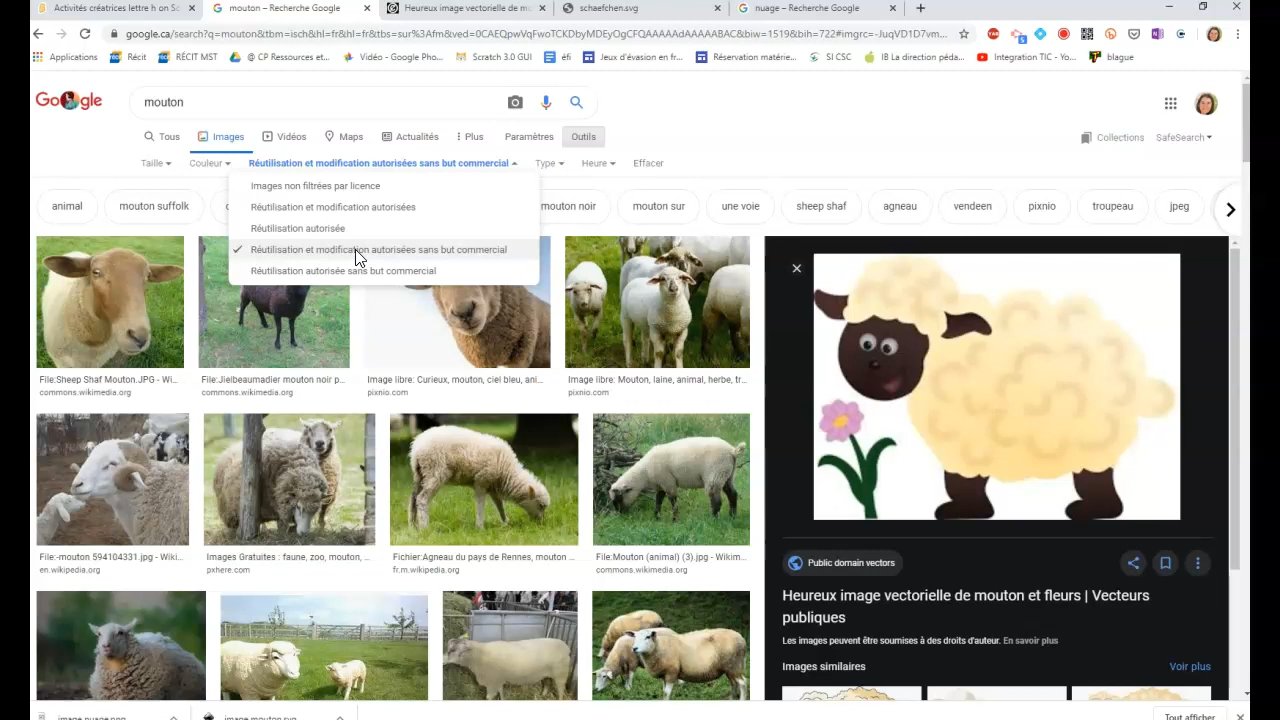 Activités créatrices letitre h on Sc
mouton – Recherche Google
Heureux image vectorielle de mo
schaefchen.svg
nuage – Recherche Google
google.ca/search?q=mouton&tbm=isch&hl=fr&hl=fr&tbs=sur%3Afm&ved=0CAEQpwVqFwoTCKDbyMDEyOgCFQAAAAAdAAAAABAC&biw=1519&bih=722#imgrc=-JuqVD1D7vm...
Applications
Récit
RÉCIT MST
@ CP Ressources et...
Vidéo - Google Pho...
Scratch 3.0 GUI
éfi
Jeux d'évasion en fr...
Réservation matérie...
SI CSC
IB La direction péda...
Integration TIC - Yo...
blague
Google
mouton
Tous
Images
Vidéos
Maps
Actualités
Plus
Paramètres
Outils
Collections
SafeSearch
Taille
Couleur
Réutilisation et modification autorisées sans but commercial
Type
Heure
Effacer
Images non filtrées par licence
Réutilisation et modification autorisées
Réutilisation autorisée
Réutilisation et modification autorisées sans but commercial
Réutilisation autorisée sans but commercial
animal
mouton suffolk
mouton noir
mouton sur
une voie
sheep shaf
agneau
vendeen
pixnio
troupeau
jpeg
File:Sheep Shaf Mouton.JPG - Wi...
commons.wikimedia.org
File:Jielbeaumadier mouton noir p...
commons.wikimedia.org
Image libre: Curieux, mouton, ciel bleu, ani...
pixnio.com
Image libre: Mouton, laine, animal, herbe, tr...
pixnio.com
File:-mouton 594104331.jpg - Wiki...
en.wikipedia.org
Images Gratuites : faune, zoo, mouton, ...
pxhere.com
Fichier:Agneau du pays de Rennes, mouton ...
fr.m.wikipedia.org
File:Mouton (animal) (3).jpg - Wikim...
commons.wikimedia.org
Public domain vectors
Heureux image vectorielle de mouton et fleurs | Vecteurs
publiques
Les images peuvent être soumises à des droits d'auteur. En savoir plus
Images similaires
Voir plus
image nuage.png
image mouton.svg
Tout afficher